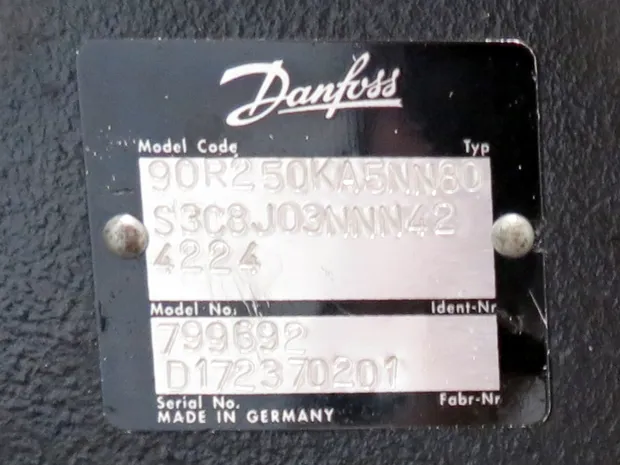 Danfoss
Model Code Typ
90R250KA5NN80
S3C8J03NNN42
4224
Model No. Ident-Nr
799692
D172370201
Serial No. Fabr-Nr
MADE IN GERMANY